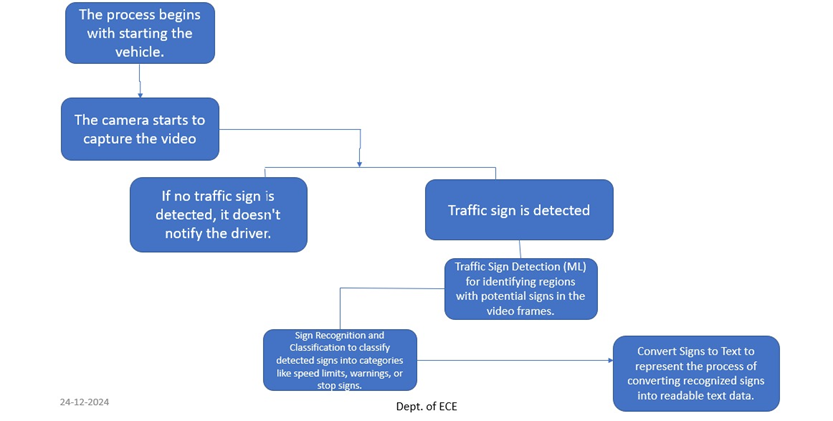 The process begins
with starting the
vehicle.
The camera starts to
capture the video
If no traffic sign is
detected, it doesn't
notify the driver.
Traffic sign is detected
Traffic Sign Detection (ML)
for identifying regions
with potential signs in the
video frames.
Sign Recognition and
Classification to classify
detected signs into categories
like speed limits, warnings, or
stop signs.
Convert Signs to Text to
represent the process of
converting recognized signs
into readable text data.
24-12-2024
Dept. of ECE